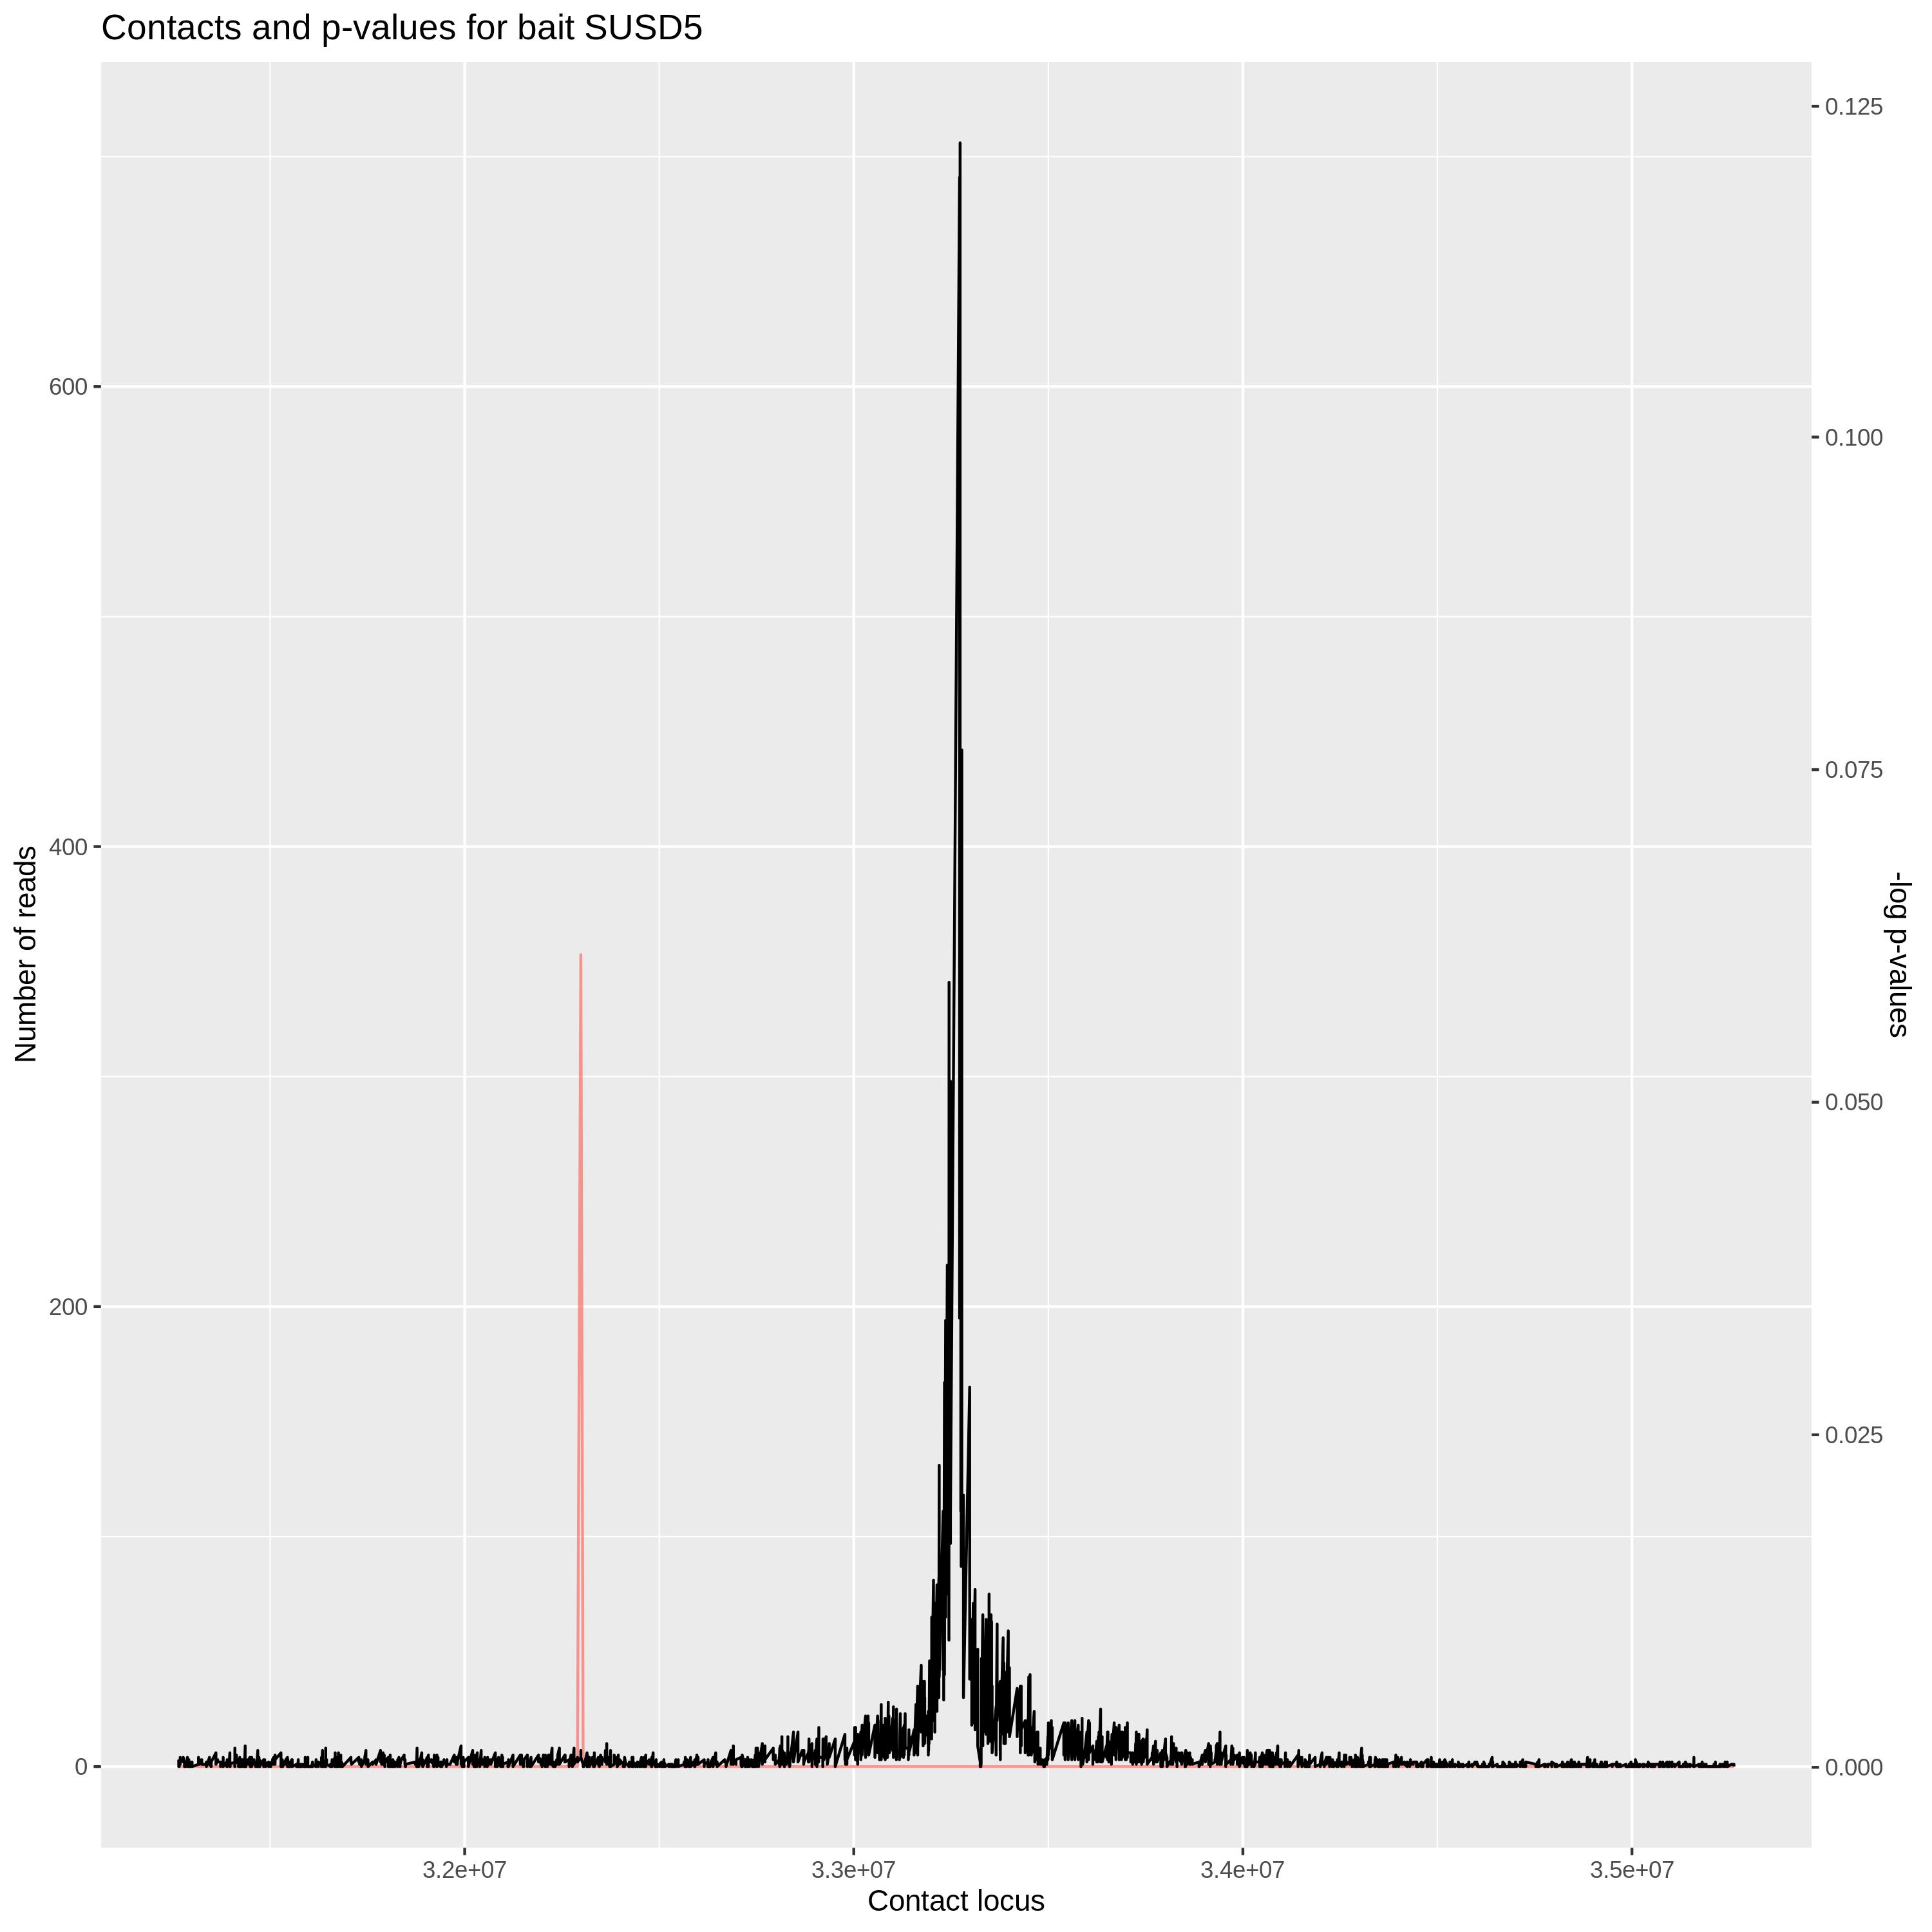 Contacts and p-values for bait SUSD5
Number of reads
600
400
200
0
0.125
0.100
0.075
0.050
0.025
0.000
-log p-values
3.2e+07 3.3e+07 3.4e+07 3.5e+07
Contact locus